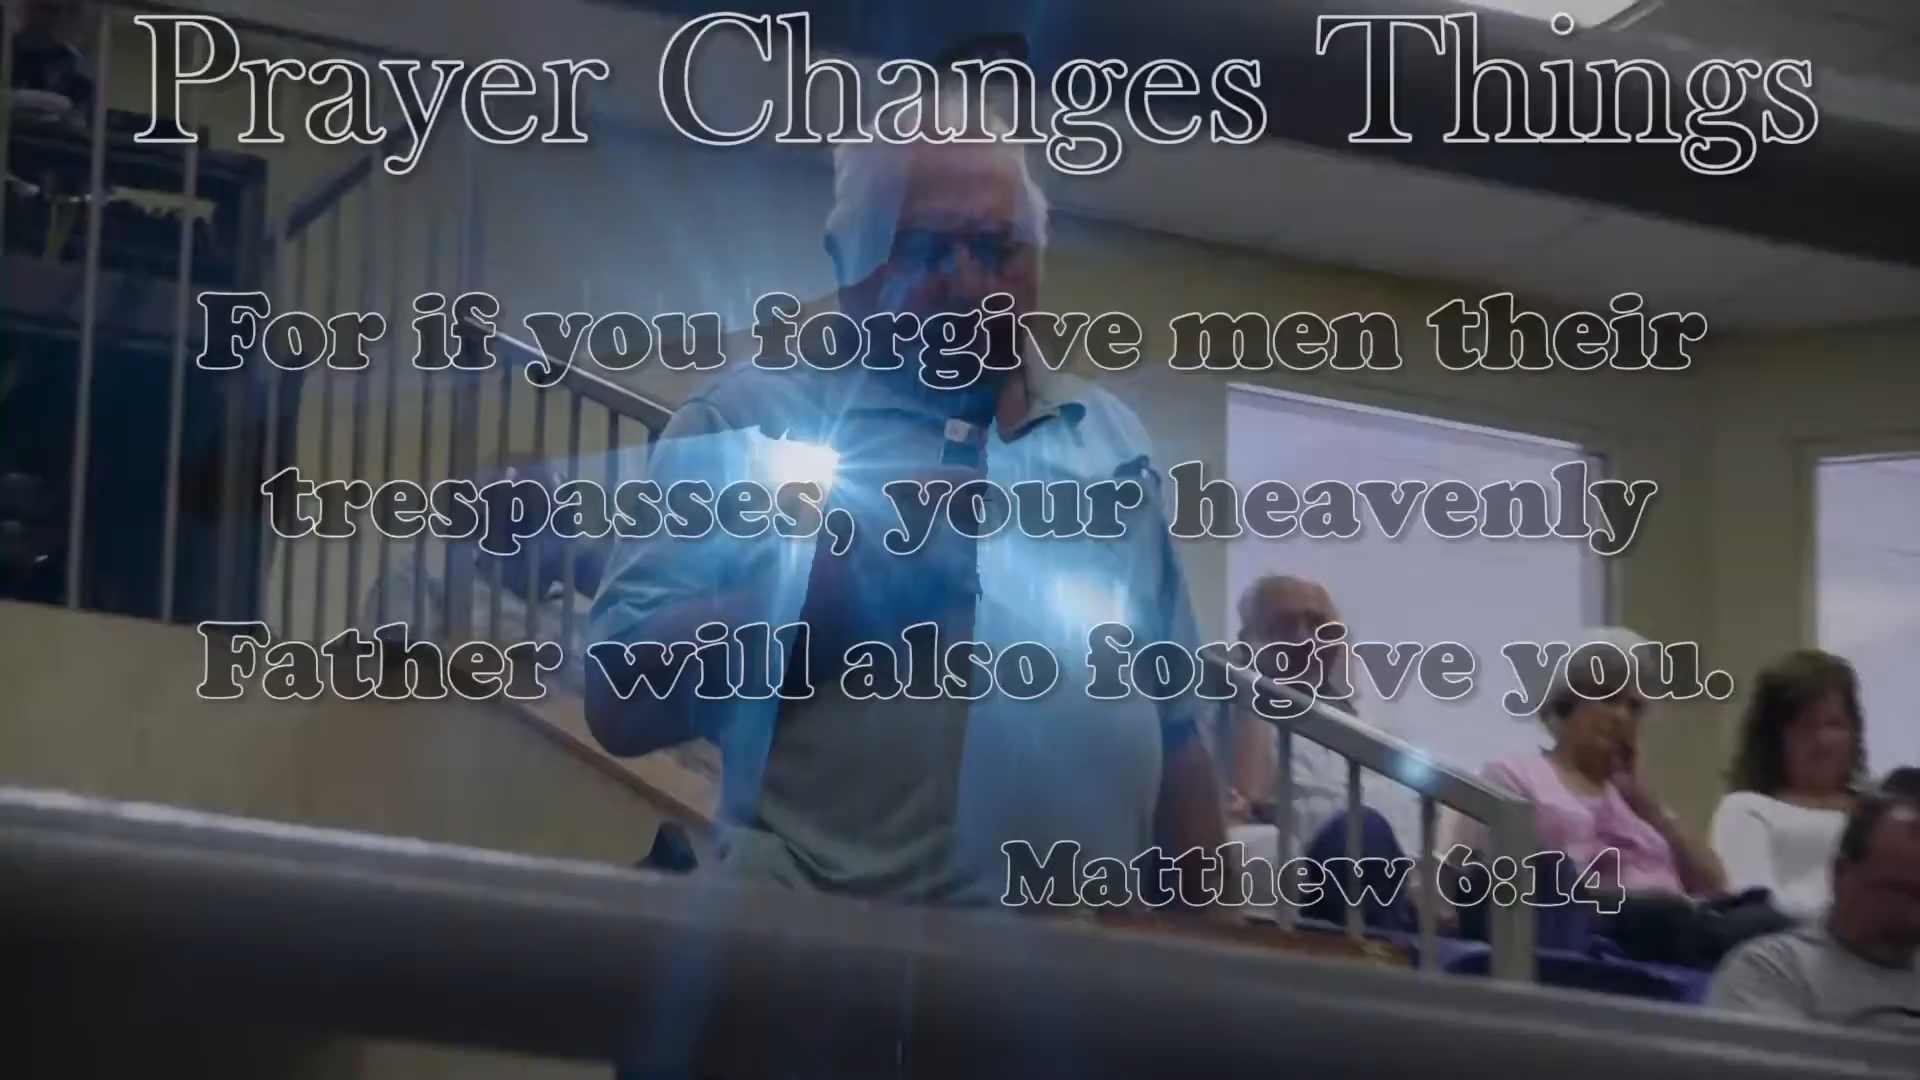 Prayer Changes Things
For if you forgive men their
trespasses, your heavenly
Father will also forgive you.
Matthew 6:14